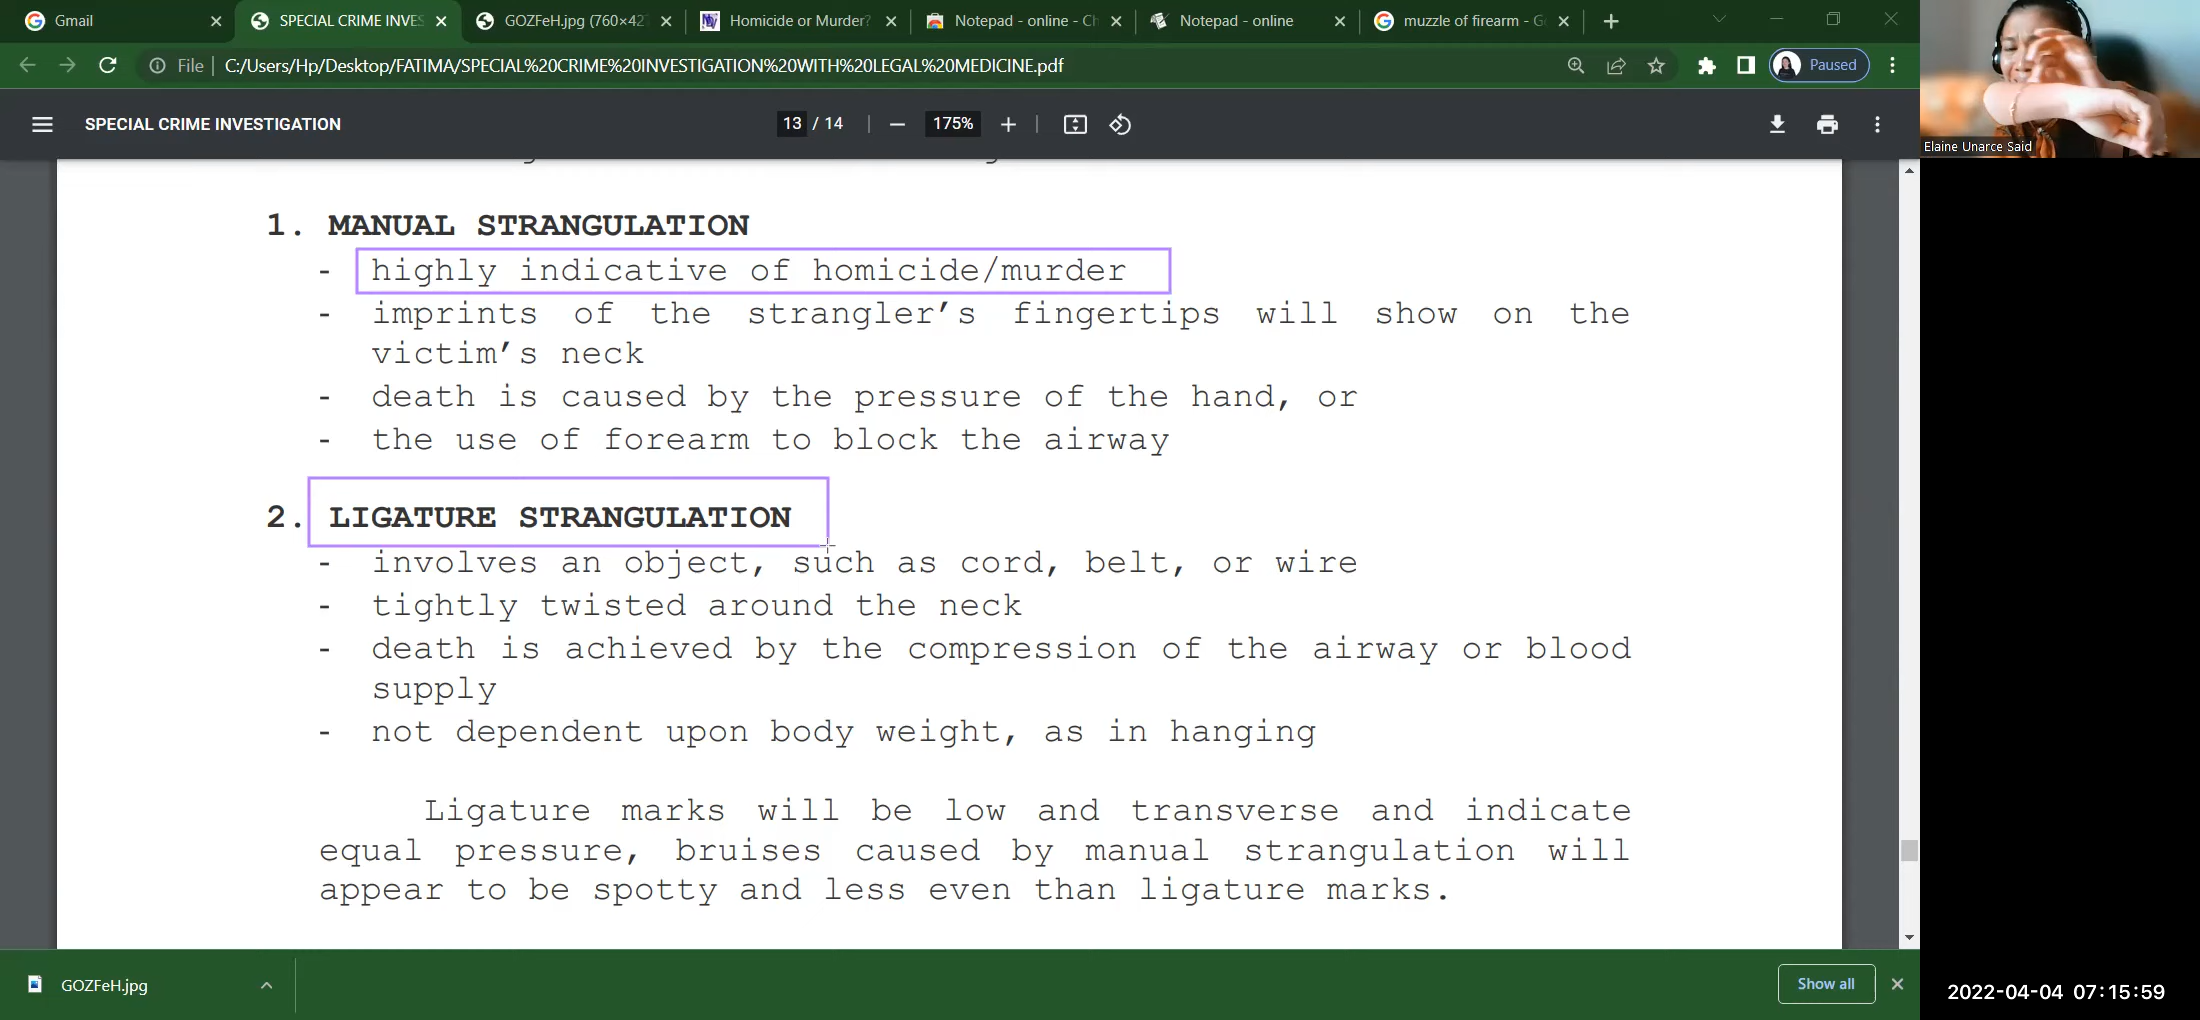 Gmail
SPECIAL CRIME INVES
GOZFeH.jpg (760×427
Homicide or Murder?
Notepad - online - Ch
Notepad - online
muzzle of firearm - Go
File
C:/Users/Hp/Desktop/FATIMA/SPECIAL%20CRIME%20INVESTIGATION%20WITH%20LEGAL%20MEDICINE.pdf
Paused
SPECIAL CRIME INVESTIGATION
13 / 14
175%
Elaine Unarce Said
1. MANUAL STRANGULATION
- highly indicative of homicide/murder
- imprints of the strangler's fingertips will show on the
victim's neck
- death is caused by the pressure of the hand, or
- the use of forearm to block the airway
2. LIGATURE STRANGULATION
- involves an object, such as cord, belt, or wire
- tightly twisted around the neck
- death is achieved by the compression of the airway or blood
supply
- not dependent upon body weight, as in hanging
Ligature marks will be low and transverse and indicate
equal pressure, bruises caused by manual strangulation will
appear to be spotty and less even than ligature marks.
GOZFeH.jpg
Show all
2022-04-04 07:15:59